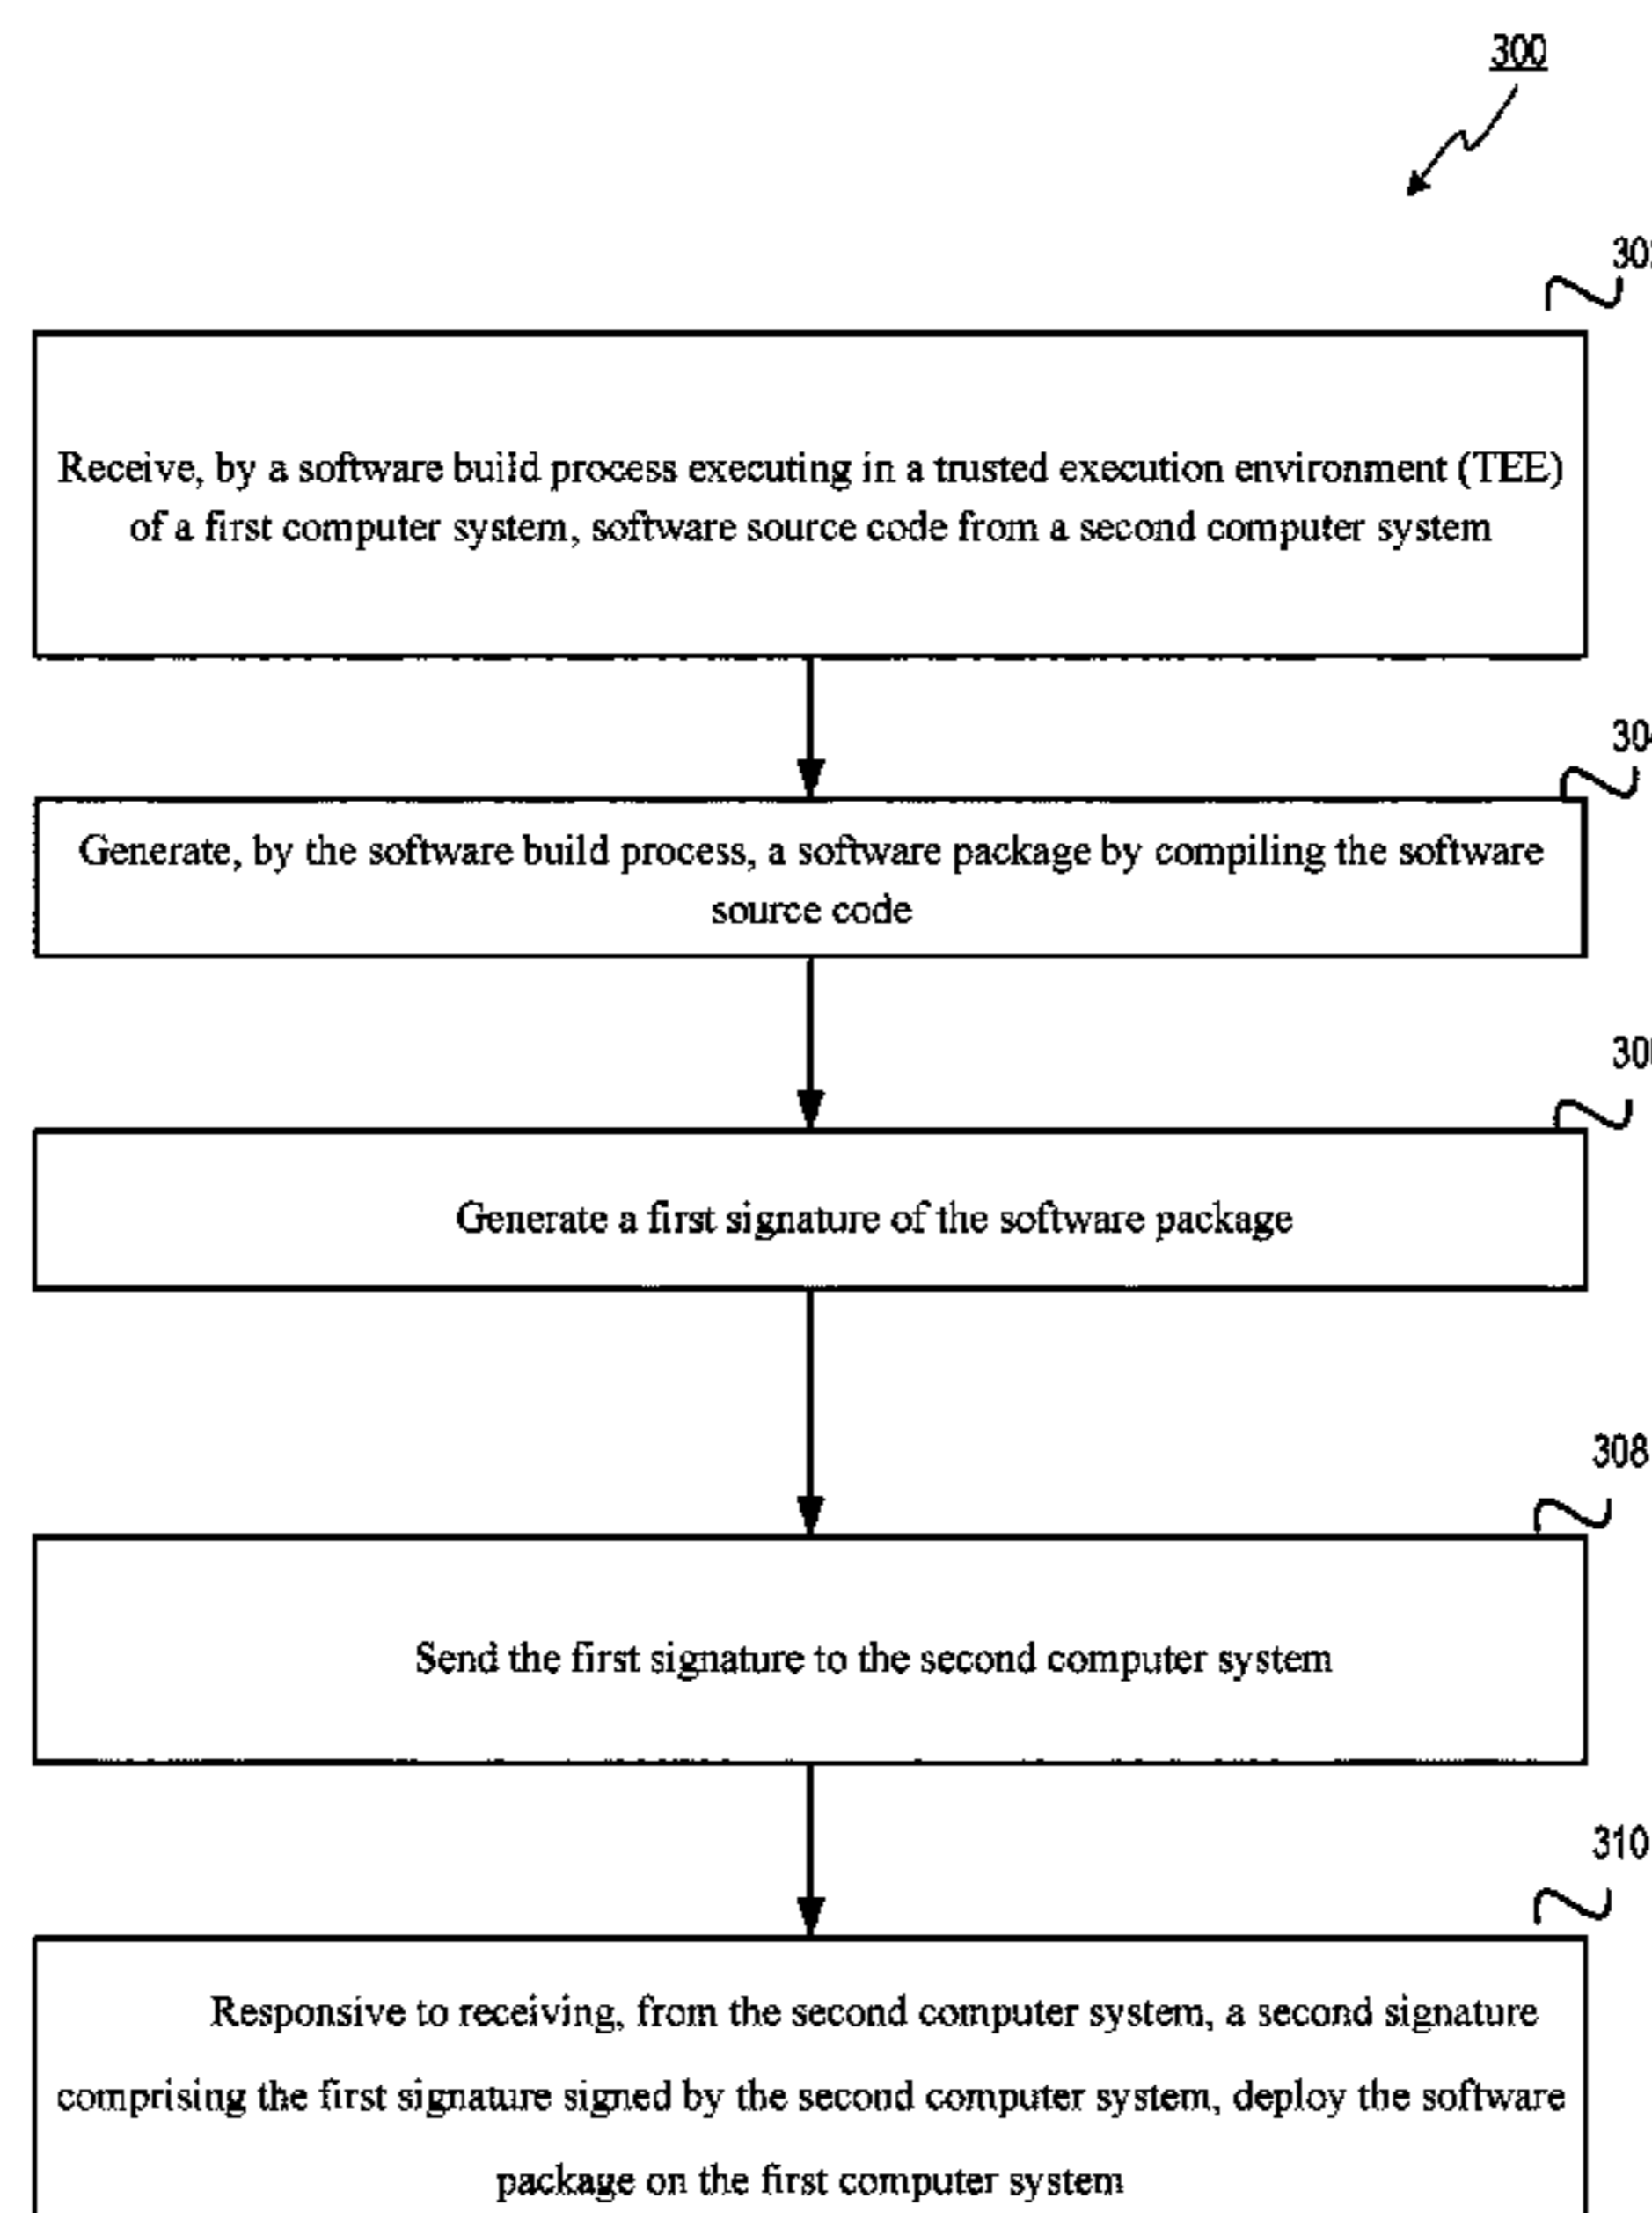 300
Receive, by a software build process executing in a trusted execution environment (TEE)
of a first computer system, software source code from a second computer system
Generate, by the software build process, a software package by compiling the software
source code
Generate a first signature of the software package
308
Send the first signature to the second computer system
310
Responsive to receiving, from the second computer system, a second signature
comprising the first signature signed by the second computer system, deploy the software
package on the first computer system